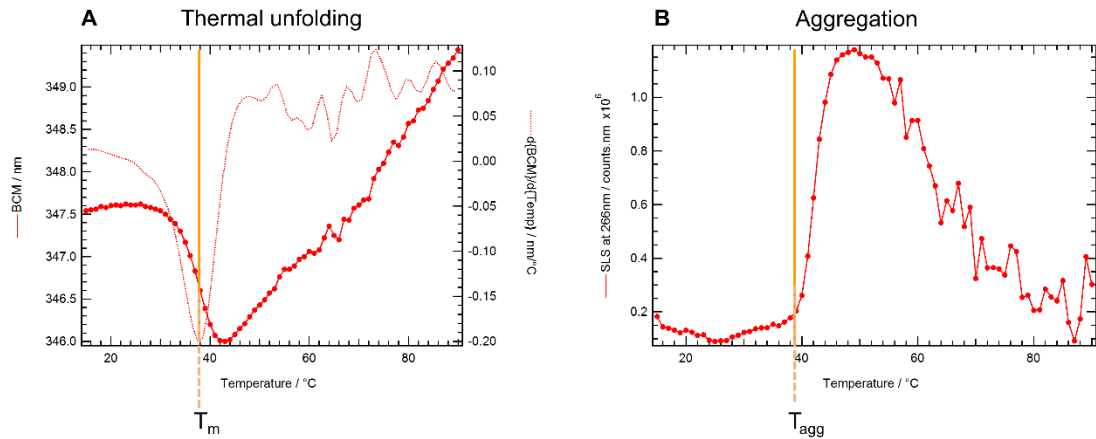 A Thermal unfolding
BCM / nm
349.0
348.5
348.0
347.5
347.0
346.5
346.0
0.10
0.05
0.00
-0.05
-0.10
-0.15
-0.20
d{BCM}/d{Temp} / nm/°C
20 40 60 80
Temperature / °C
Tm
B Aggregation
SLS at 266nm / counts.nm x10⁶
1.0
0.8
0.6
0.4
0.2
20 40 60 80
Temperature / °C
Tagg